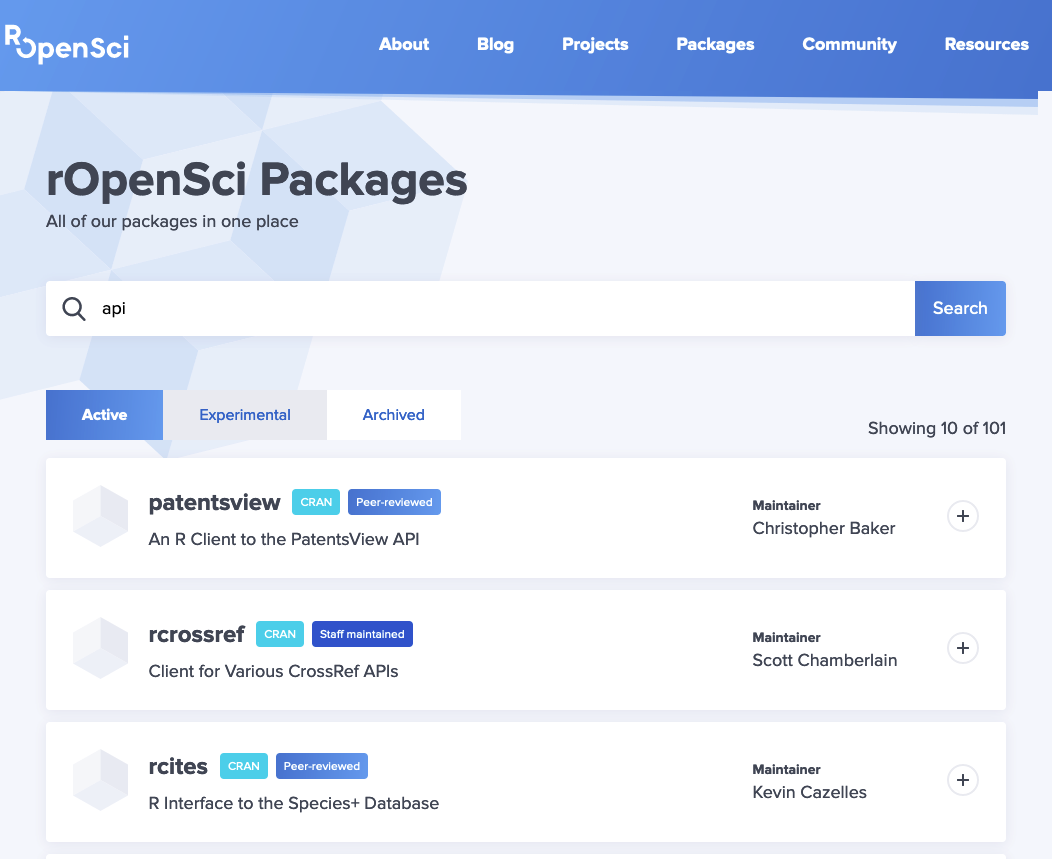 rOpenSci
About Blog Projects Packages Community Resources
rOpenSci Packages
All of our packages in one place
api
Search
Active Experimental Archived
Showing 10 of 101
patentsview CRAN Peer-reviewed
An R Client to the PatentsView API
Maintainer
Christopher Baker
rcrossref CRAN Staff maintained
Client for Various CrossRef APIs
Maintainer
Scott Chamberlain
rcites CRAN Peer-reviewed
R Interface to the Species+ Database
Maintainer
Kevin Cazelles